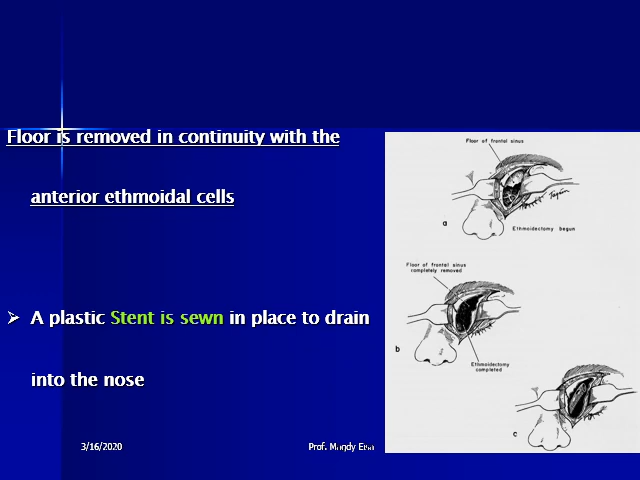 Floor is removed in continuity with the
anterior ethmoidal cells
➢ A plastic Stent is sewn in place to drain
into the nose
3/16/2020
Prof. Mandy
Floor of frontal sinus
a
Ethmoidectomy begun
Floor of frontal sinus
completely removed
b
Ethmoidectomy
completed
c